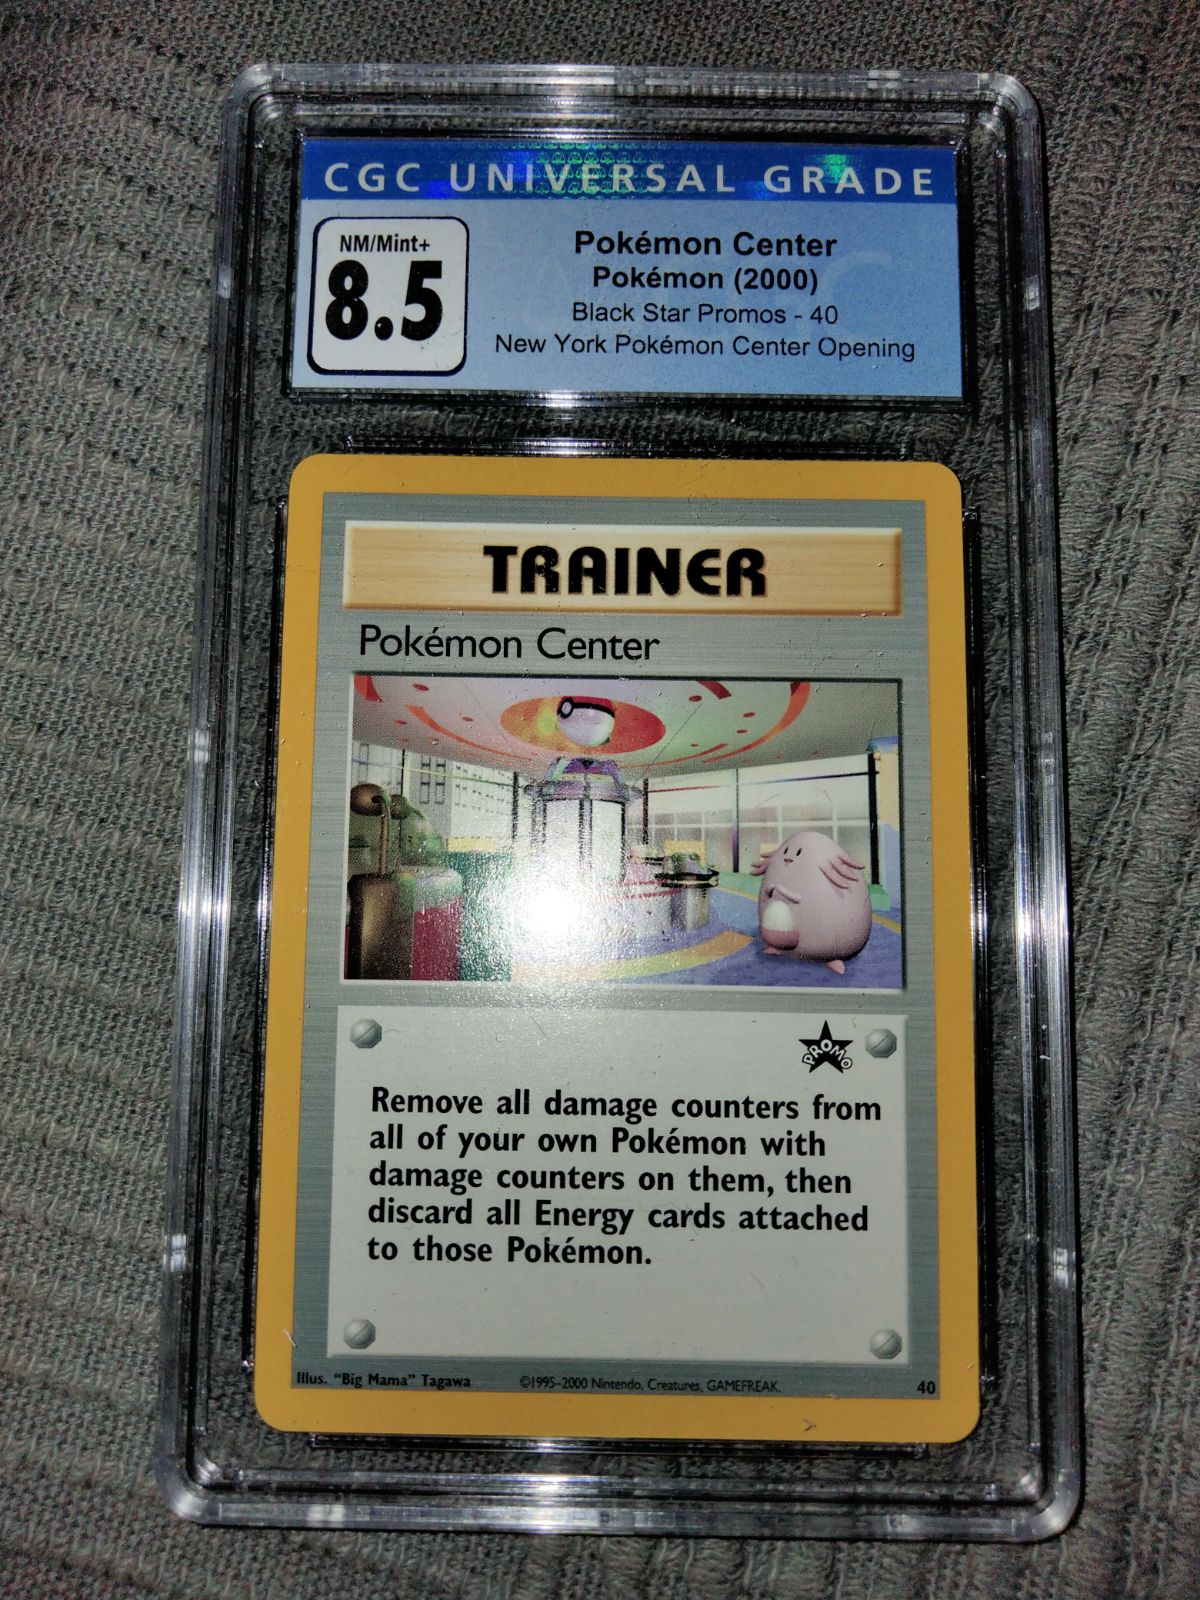 CGC UNIVERSAL GRADE
NM/Mint+
8.5
Pokémon Center
Pokémon (2000)
Black Star Promos - 40
New York Pokémon Center Opening
TRAINER
Pokémon Center
PROMO
Remove all damage counters from
all of your own Pokémon with
damage counters on them, then
discard all Energy cards attached
to those Pokémon.
Illus. "Big Mama" Tagawa
©1995-2000 Nintendo, Creatures, GAMEFREAK.
40